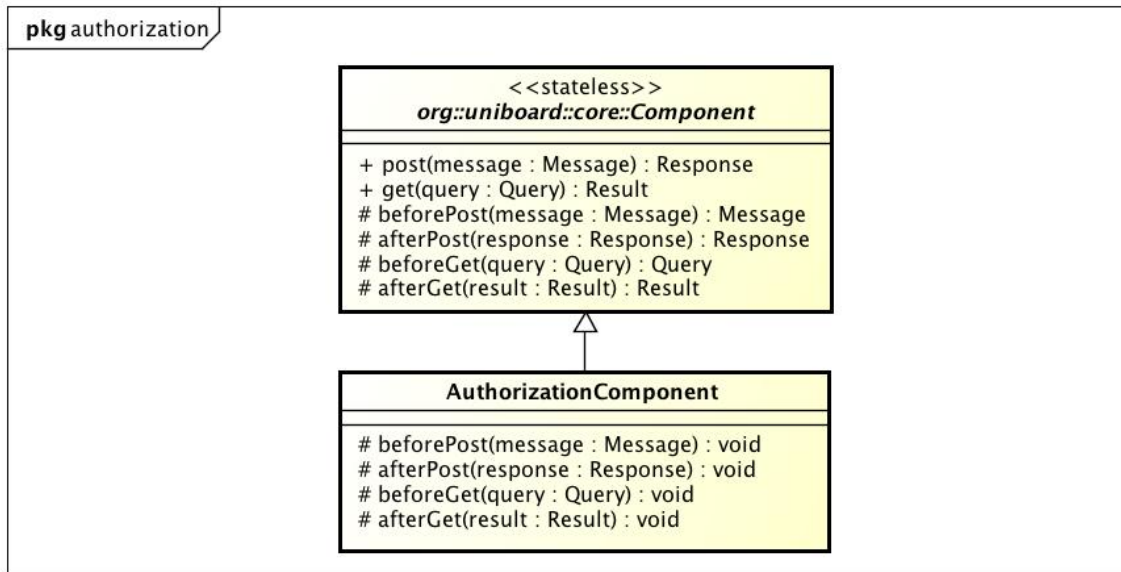 pkg authorization
<<stateless>>
org::uniboard::core::Component
+ post(message : Message) : Response
+ get(query : Query) : Result
# beforePost(message : Message) : Message
# afterPost(response : Response) : Response
# beforeGet(query : Query) : Query
# afterGet(result : Result) : Result
AuthorizationComponent
# beforePost(message : Message) : void
# afterPost(response : Response) : void
# beforeGet(query : Query) : void
# afterGet(result : Result) : void